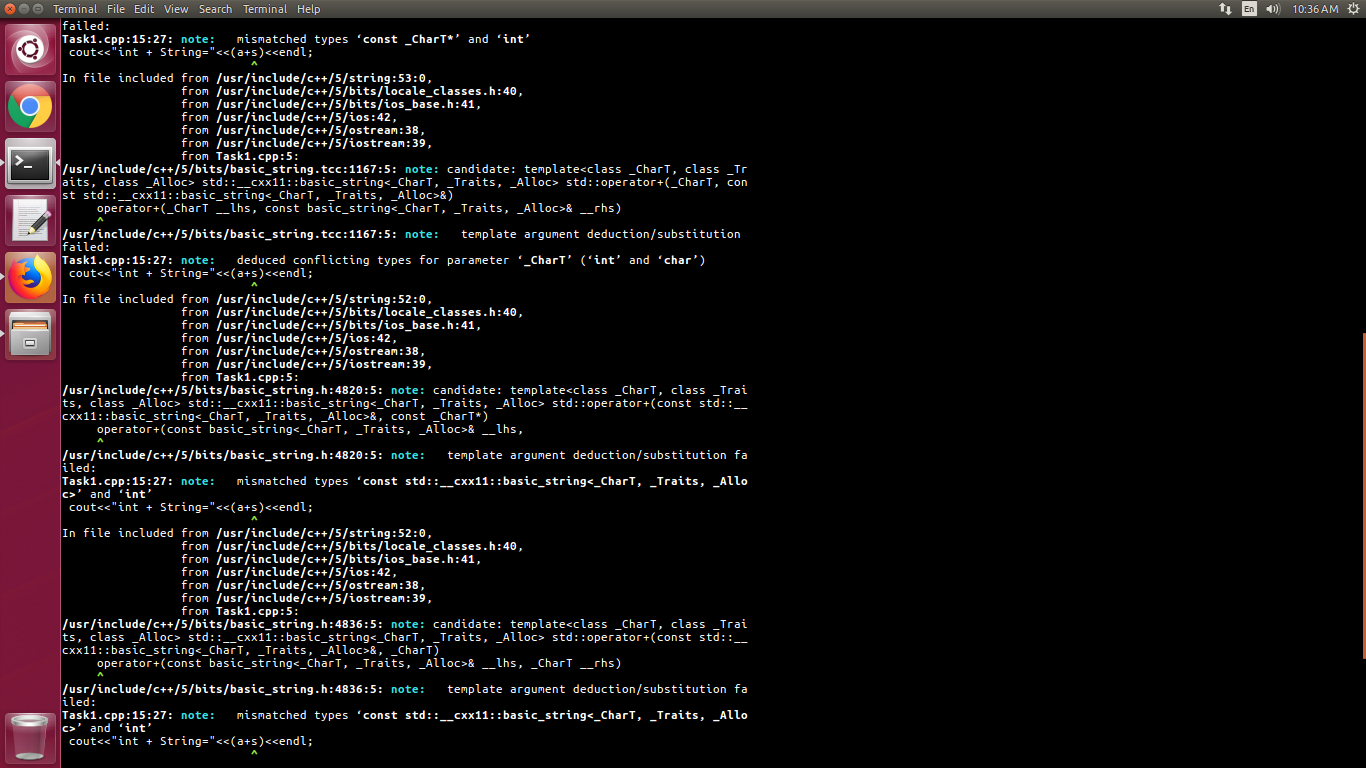 Terminal File Edit View Search Terminal Help En 10:36 AM
failed:
Task1.cpp:15:27: note:   mismatched types ‘const _CharT*’ and ‘int’
 cout<<"int + String="<<(a+s)<<endl;
                           ^
In file included from /usr/include/c++/5/string:53:0,
                 from /usr/include/c++/5/bits/locale_classes.h:40,
                 from /usr/include/c++/5/bits/ios_base.h:41,
                 from /usr/include/c++/5/ios:42,
                 from /usr/include/c++/5/ostream:38,
                 from /usr/include/c++/5/iostream:39,
                 from Task1.cpp:5:
/usr/include/c++/5/bits/basic_string.tcc:1167:5: note: candidate: template<class _CharT, class _Tr
aits, class _Alloc> std::__cxx11::basic_string<_CharT, _Traits, _Alloc> std::operator+(_CharT, con
st std::__cxx11::basic_string<_CharT, _Traits, _Alloc>&)
     operator+(_CharT __lhs, const basic_string<_CharT, _Traits, _Alloc>& __rhs)
     ^
/usr/include/c++/5/bits/basic_string.tcc:1167:5: note:   template argument deduction/substitution
failed:
Task1.cpp:15:27: note:   deduced conflicting types for parameter ‘_CharT’ (‘int’ and ‘char’)
 cout<<"int + String="<<(a+s)<<endl;
                           ^
In file included from /usr/include/c++/5/string:52:0,
                 from /usr/include/c++/5/bits/locale_classes.h:40,
                 from /usr/include/c++/5/bits/ios_base.h:41,
                 from /usr/include/c++/5/ios:42,
                 from /usr/include/c++/5/ostream:38,
                 from /usr/include/c++/5/iostream:39,
                 from Task1.cpp:5:
/usr/include/c++/5/bits/basic_string.h:4820:5: note: candidate: template<class _CharT, class _Trai
ts, class _Alloc> std::__cxx11::basic_string<_CharT, _Traits, _Alloc> std::operator+(const std::__
cxx11::basic_string<_CharT, _Traits, _Alloc>&, const _CharT*)
     operator+(const basic_string<_CharT, _Traits, _Alloc>& __lhs,
     ^
/usr/include/c++/5/bits/basic_string.h:4820:5: note:   template argument deduction/substitution fa
iled:
Task1.cpp:15:27: note:   mismatched types ‘const std::__cxx11::basic_string<_CharT, _Traits, _Allo
c>’ and ‘int’
 cout<<"int + String="<<(a+s)<<endl;
                           ^
In file included from /usr/include/c++/5/string:52:0,
                 from /usr/include/c++/5/bits/locale_classes.h:40,
                 from /usr/include/c++/5/bits/ios_base.h:41,
                 from /usr/include/c++/5/ios:42,
                 from /usr/include/c++/5/ostream:38,
                 from /usr/include/c++/5/iostream:39,
                 from Task1.cpp:5:
/usr/include/c++/5/bits/basic_string.h:4836:5: note: candidate: template<class _CharT, class _Trai
ts, class _Alloc> std::__cxx11::basic_string<_CharT, _Traits, _Alloc> std::operator+(const std::__
cxx11::basic_string<_CharT, _Traits, _Alloc>&, _CharT)
     operator+(const basic_string<_CharT, _Traits, _Alloc>& __lhs, _CharT __rhs)
     ^
/usr/include/c++/5/bits/basic_string.h:4836:5: note:   template argument deduction/substitution fa
iled:
Task1.cpp:15:27: note:   mismatched types ‘const std::__cxx11::basic_string<_CharT, _Traits, _Allo
c>’ and ‘int’
 cout<<"int + String="<<(a+s)<<endl;
                           ^